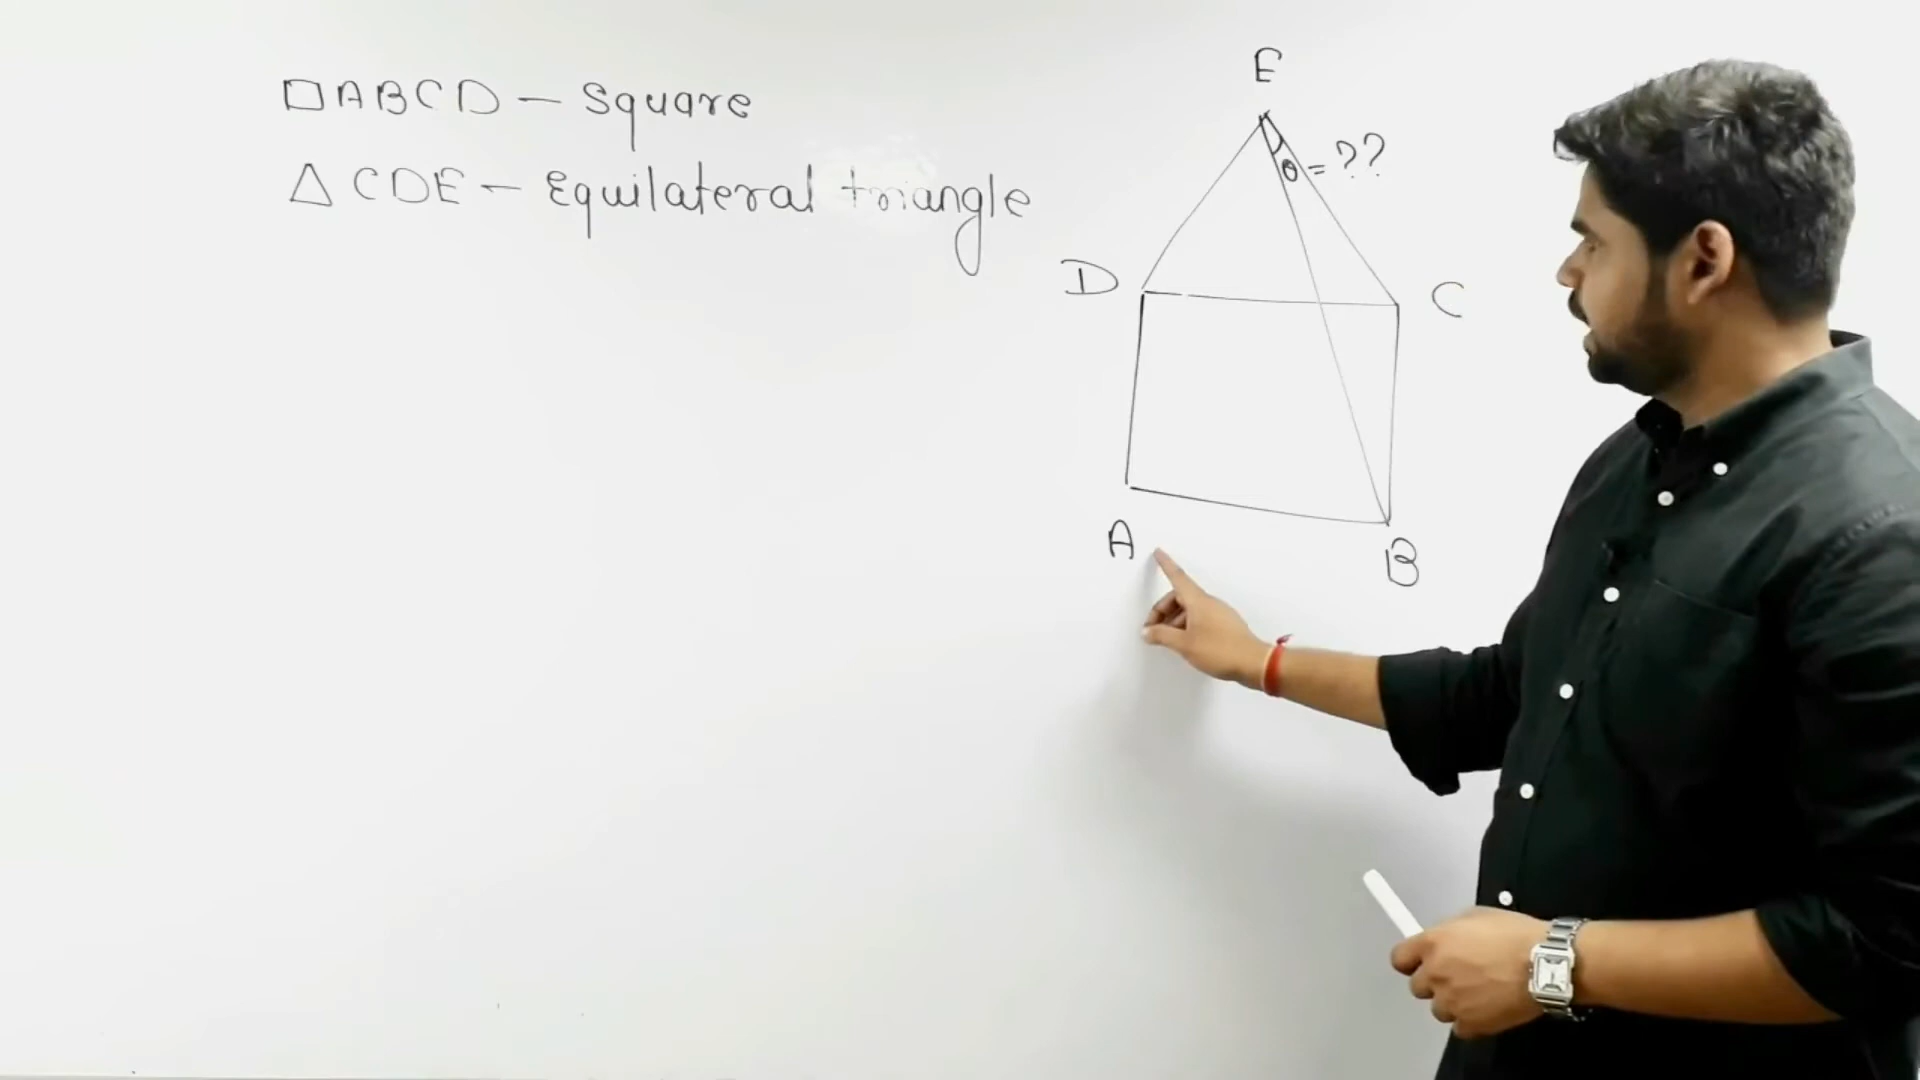 □ABCD - Square
△CDE - Equilateral triangle
E
θ = ??
D
C
A
B